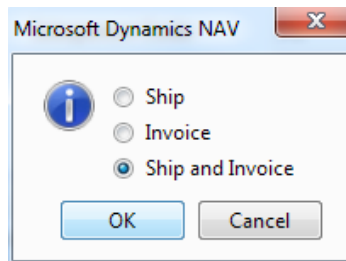 Microsoft Dynamics NAV
Ship
Invoice
Ship and Invoice
OK Cancel